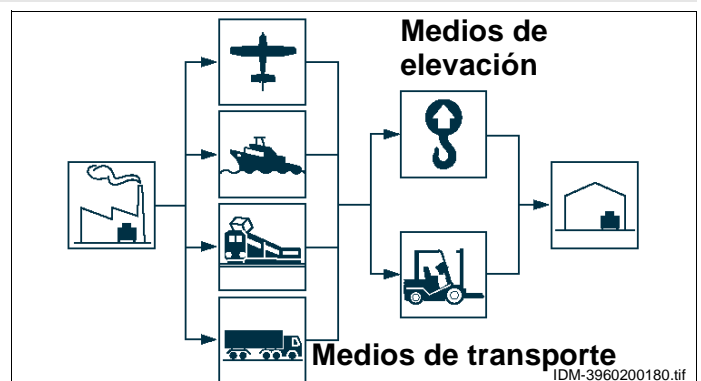 Medios de
elevación
Medios de transporte
IDM-3960200180.tif